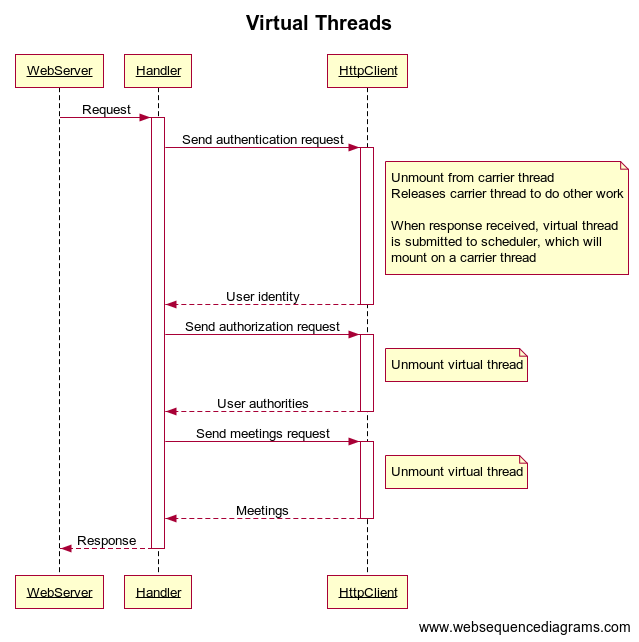 Virtual Threads
WebServer
Handler
HttpClient
Request
Send authentication request
Unmount from carrier thread
Releases carrier thread to do other work
When response received, virtual thread
is submitted to scheduler, which will
mount on a carrier thread
User identity
Send authorization request
Unmount virtual thread
User authorities
Send meetings request
Unmount virtual thread
Meetings
Response
WebServer
Handler
HttpClient
www.websequencediagrams.com